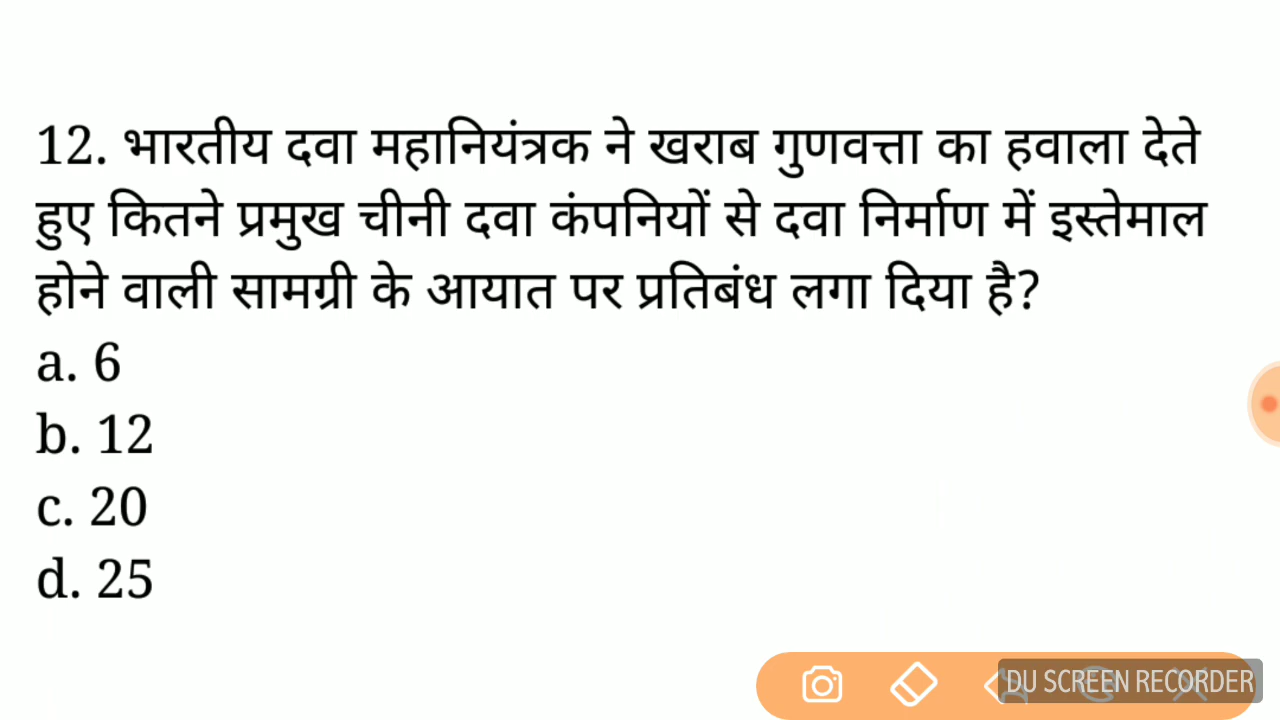 12. भारतीय दवा महानियंत्रक ने खराब गुणवत्ता का हवाला देते
हुए कितने प्रमुख चीनी दवा कंपनियों से दवा निर्माण में इस्तेमाल
होने वाली सामग्री के आयात पर प्रतिबंध लगा दिया है?
a. 6
b. 12
c. 20
d. 25
DU SCREEN RECORDER